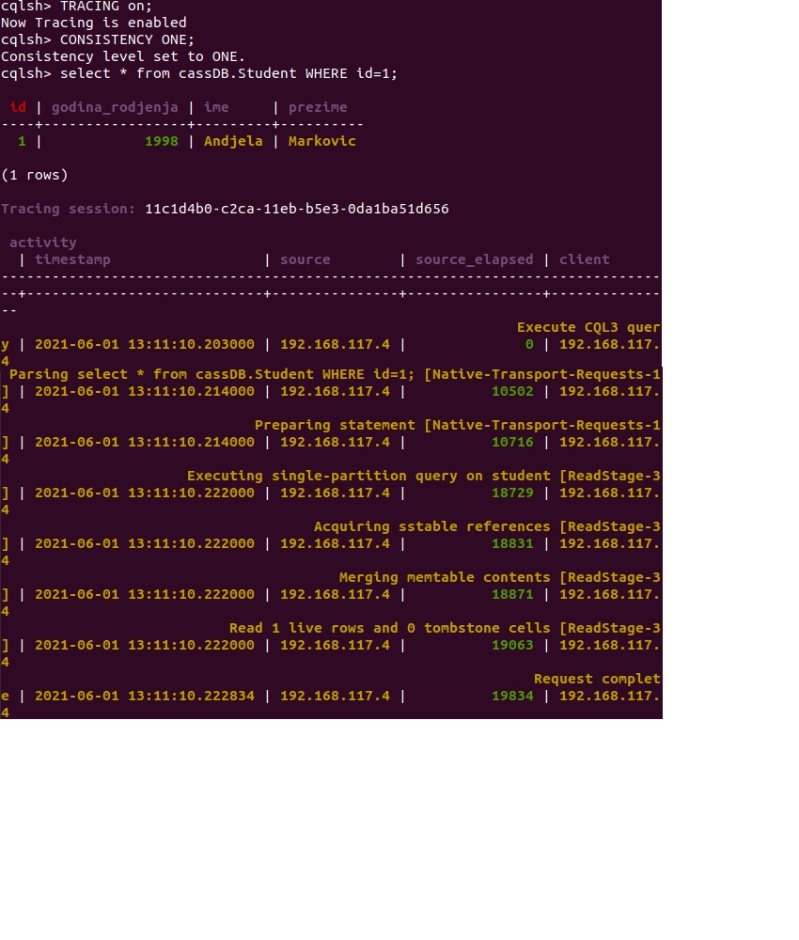 cqlsh> TRACING on;
Now Tracing is enabled
cqlsh> CONSISTENCY ONE;
Consistency level set to ONE.
cqlsh> select * from cassDB.Student WHERE id=1;
 id | godina_rodjenja | ime     | prezime
----+-----------------+---------+----------
  1 |            1998 | Andjela | Markovic
(1 rows)
Tracing session: 11c1d4b0-c2ca-11eb-b5e3-0da1ba51d656
 activity
  | timestamp                  | source        | source_elapsed | client
------------------------------------------------------------------------------
--+----------------------------+---------------+----------------+-------------
--
                                                             Execute CQL3 quer
y | 2021-06-01 13:11:10.203000 | 192.168.117.4 |              0 | 192.168.117.
4
 Parsing select * from cassDB.Student WHERE id=1; [Native-Transport-Requests-1
] | 2021-06-01 13:11:10.214000 | 192.168.117.4 |          10502 | 192.168.117.
4
                              Preparing statement [Native-Transport-Requests-1
] | 2021-06-01 13:11:10.214000 | 192.168.117.4 |          10716 | 192.168.117.
4
                      Executing single-partition query on student [ReadStage-3
] | 2021-06-01 13:11:10.222000 | 192.168.117.4 |          18729 | 192.168.117.
4
                                     Acquiring sstable references [ReadStage-3
] | 2021-06-01 13:11:10.222000 | 192.168.117.4 |          18831 | 192.168.117.
4
                                        Merging memtable contents [ReadStage-3
] | 2021-06-01 13:11:10.222000 | 192.168.117.4 |          18871 | 192.168.117.
4
                           Read 1 live rows and 0 tombstone cells [ReadStage-3
] | 2021-06-01 13:11:10.222000 | 192.168.117.4 |          19063 | 192.168.117.
4
                                                               Request complet
e | 2021-06-01 13:11:10.222834 | 192.168.117.4 |          19834 | 192.168.117.
4